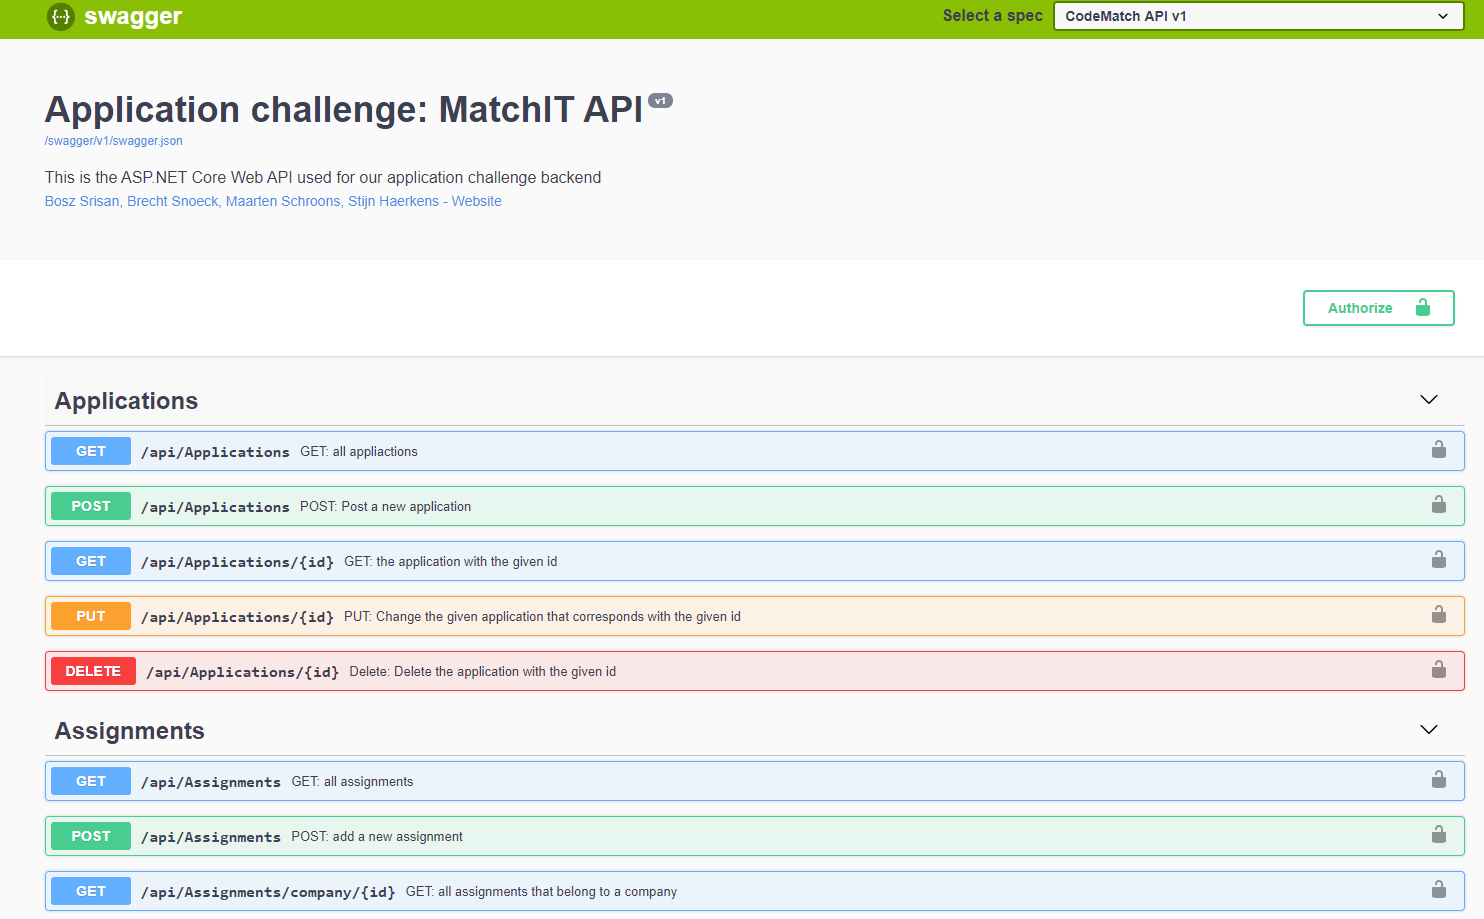 swagger
Select a spec
CodeMatch API v1
Application challenge: MatchIT API v1
/swagger/v1/swagger.json
This is the ASP.NET Core Web API used for our application challenge backend
Bosz Srisan, Brecht Snoeck, Maarten Schroons, Stijn Haerkens - Website
Authorize
Applications
GET /api/Applications GET: all appliactions
POST /api/Applications POST: Post a new application
GET /api/Applications/{id} GET: the application with the given id
PUT /api/Applications/{id} PUT: Change the given application that corresponds with the given id
DELETE /api/Applications/{id} Delete: Delete the application with the given id
Assignments
GET /api/Assignments GET: all assignments
POST /api/Assignments POST: add a new assignment
GET /api/Assignments/company/{id} GET: all assignments that belong to a company